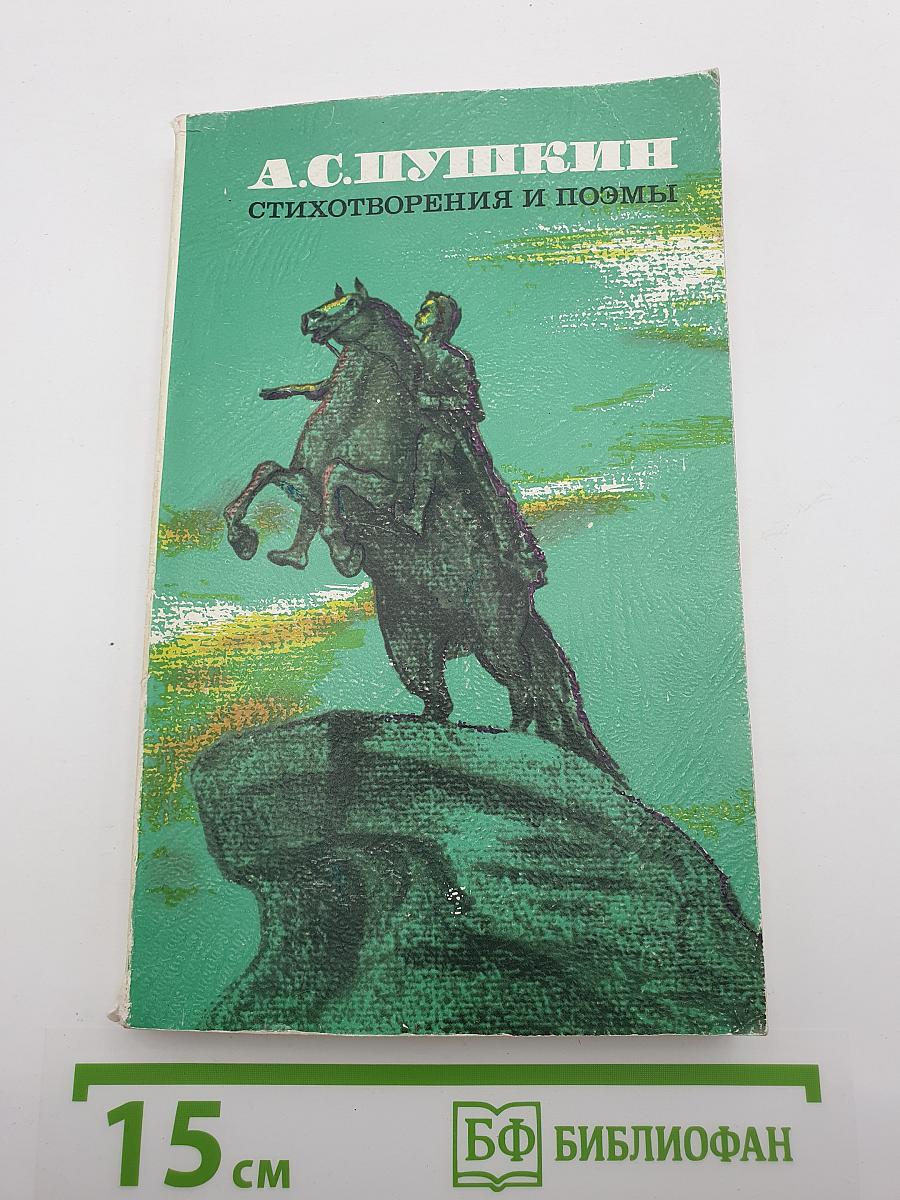 А.С.ПУШКИН
СТИХОТВОРЕНИЯ И ПОЭМЫ
15 см
БФ БИБЛИОФАН